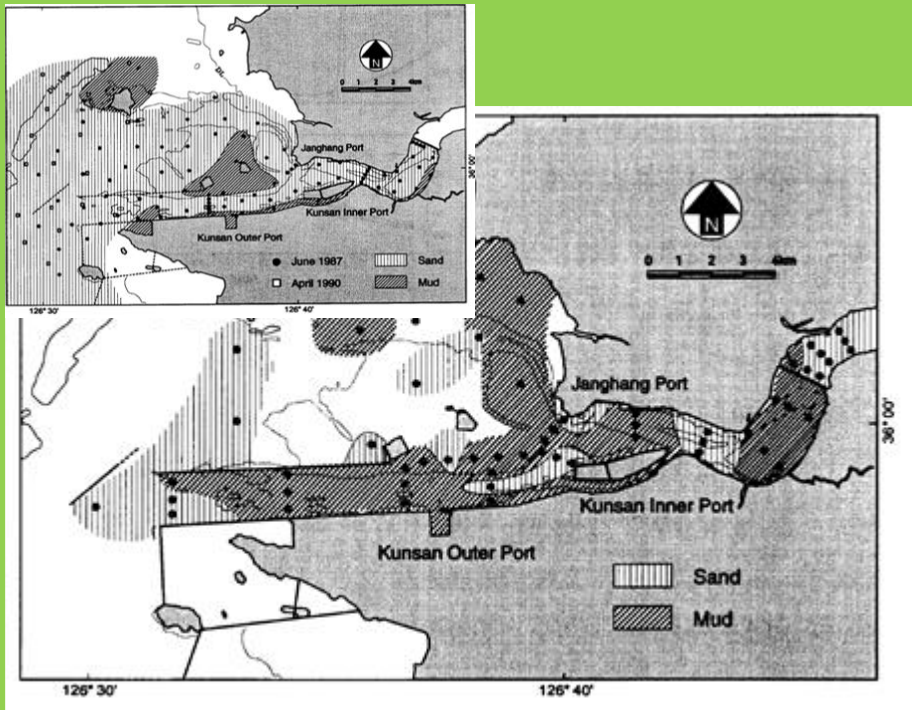 N
0 1 2 3 4km
Janghang Port
36° 00'
Kunsan Inner Port
Kunsan Outer Port
June 1987
Sand
April 1990
Mud
126° 30'
126° 40'
N
0 1 2 3 4km
Janghang Port
36° 00'
Kunsan Inner Port
Kunsan Outer Port
Sand
Mud
126° 30'
126° 40'